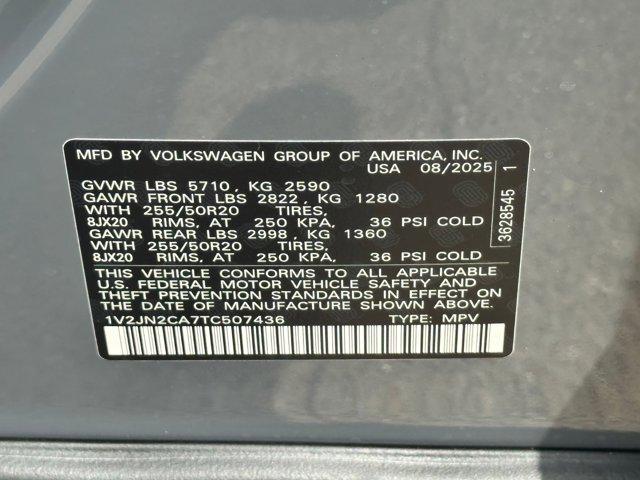 MFD BY VOLKSWAGEN GROUP OF AMERICA, INC.
USA 08/2025
GVWR LBS 5710, KG 2590
GAWR FRONT LBS 2822, KG 1280
WITH 255/50R20 TIRES,
8JX20 RIMS, AT 250 KPA, 36 PSI COLD
GAWR REAR LBS 2998, KG 1360
WITH 255/50R20 TIRES,
8JX20 RIMS, AT 250 KPA, 36 PSI COLD
THIS VEHICLE CONFORMS TO ALL APPLICABLE
U.S. FEDERAL MOTOR VEHICLE SAFETY AND
THEFT PREVENTION STANDARDS IN EFFECT ON
THE DATE OF MANUFACTURE SHOWN ABOVE.
1V2JN2CA7TC507436 TYPE: MPV
3628545 1